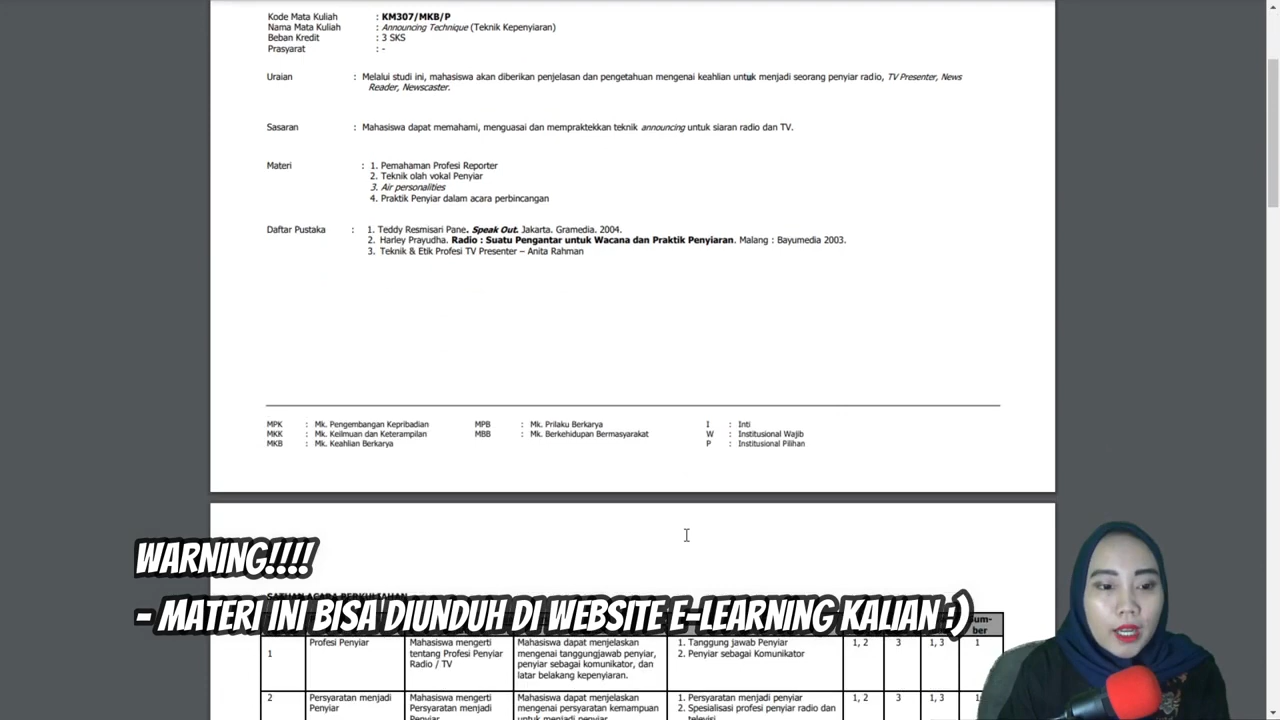 Kode Mata Kuliah : KM307/MKB/P
Nama Mata Kuliah : Announcing Technique (Teknik Kepenyiaran)
Beban Kredit : 3 SKS
Prasyarat : -
Uraian : Melalui studi ini, mahasiswa akan diberikan penjelasan dan pengetahuan mengenai keahlian untuk menjadi seorang penyiar radio, TV Presenter, News
Reader, Newscaster.
Sasaran : Mahasiswa dapat memahami, menguasai dan mempraktekkan teknik announcing untuk siaran radio dan TV.
Materi : 1. Pemahaman Profesi Reporter
2. Teknik olah vokal Penyiar
3. Air personalities
4. Praktik Penyiar dalam acara perbincangan
Daftar Pustaka : 1. Teddy Resmisari Pane. Speak Out. Jakarta. Gramedia. 2004.
2. Harley Prayudha. Radio : Suatu Pengantar untuk Wacana dan Praktik Penyiaran. Malang : Bayumedia 2003.
3. Teknik & Etik Profesi TV Presenter – Anita Rahman
MPK : Mk. Pengembangan Kepribadian MPB : Mk. Prilaku Berkarya I : Inti
MKK : Mk. Keilmuan dan Keterampilan MBB : Mk. Berkehidupan Bermasyarakat W : Institusional Wajib
MKB : Mk. Keahlian Berkarya P : Institusional Pilihan
WARNING!!!!
SATUAN ACARA PERKULIAHAN
- MATERI INI BISA DIUNDUH DI WEBSITE E-LEARNING KALIAN :)
Sum-
ber
1 Profesi Penyiar Mahasiswa mengerti Mahasiswa dapat menjelaskan 1. Tanggung jawab Penyiar 1, 2 3 1, 3 1
tentang Profesi Penyiar mengenai tanggungjawab penyiar, 2. Penyiar sebagai Komunikator
Radio / TV penyiar sebagai komunikator, dan
latar belakang kepenyiaran.
2 Persyaratan menjadi Mahasiswa mengerti Mahasiswa dapat menjelaskan 1. Persyaratan menjadi penyiar 1, 2 3 1, 3
Penyiar Persyaratan menjadi mengenai persyaratan kemampuan 2. Spesialisasi profesi penyiar radio dan
Penyiar untuk menjadi penyiar televisi